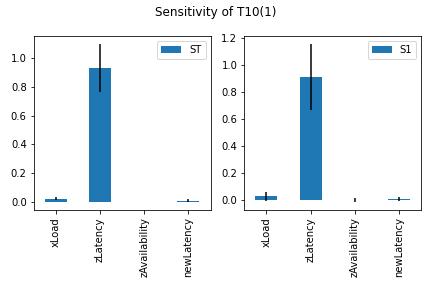 Sensitivity of T10(1)
ST
1.0
0.8
0.6
0.4
0.2
0.0
xLoad
zLatency
zAvailability
newLatency
S1
1.2
1.0
0.8
0.6
0.4
0.2
0.0
xLoad
zLatency
zAvailability
newLatency